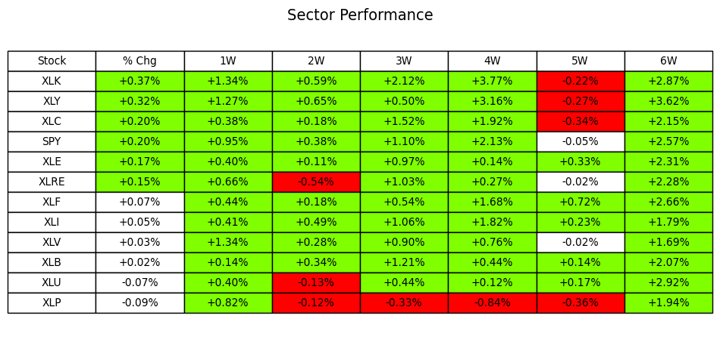 Sector Performance
Stock % Chg 1W 2W 3W 4W 5W 6W
XLK +0.37% +1.34% +0.59% +2.12% +3.77% -0.22% +2.87%
XLY +0.32% +1.27% +0.65% +0.50% +3.16% -0.27% +3.62%
XLC +0.20% +0.38% +0.18% +1.52% +1.92% -0.34% +2.15%
SPY +0.20% +0.95% +0.38% +1.10% +2.13% -0.05% +2.57%
XLE +0.17% +0.40% +0.11% +0.97% +0.14% +0.33% +2.31%
XLRE +0.15% +0.66% -0.54% +1.03% +0.27% -0.02% +2.28%
XLF +0.07% +0.44% +0.18% +0.54% +1.68% +0.72% +2.66%
XLI +0.05% +0.41% +0.49% +1.06% +1.82% +0.23% +1.79%
XLV +0.03% +1.34% +0.28% +0.90% +0.76% -0.02% +1.69%
XLB +0.02% +0.14% +0.34% +1.21% +0.44% +0.14% +2.07%
XLU -0.07% +0.40% -0.13% +0.44% +0.12% +0.17% +2.92%
XLP -0.09% +0.82% -0.12% -0.33% -0.84% -0.36% +1.94%